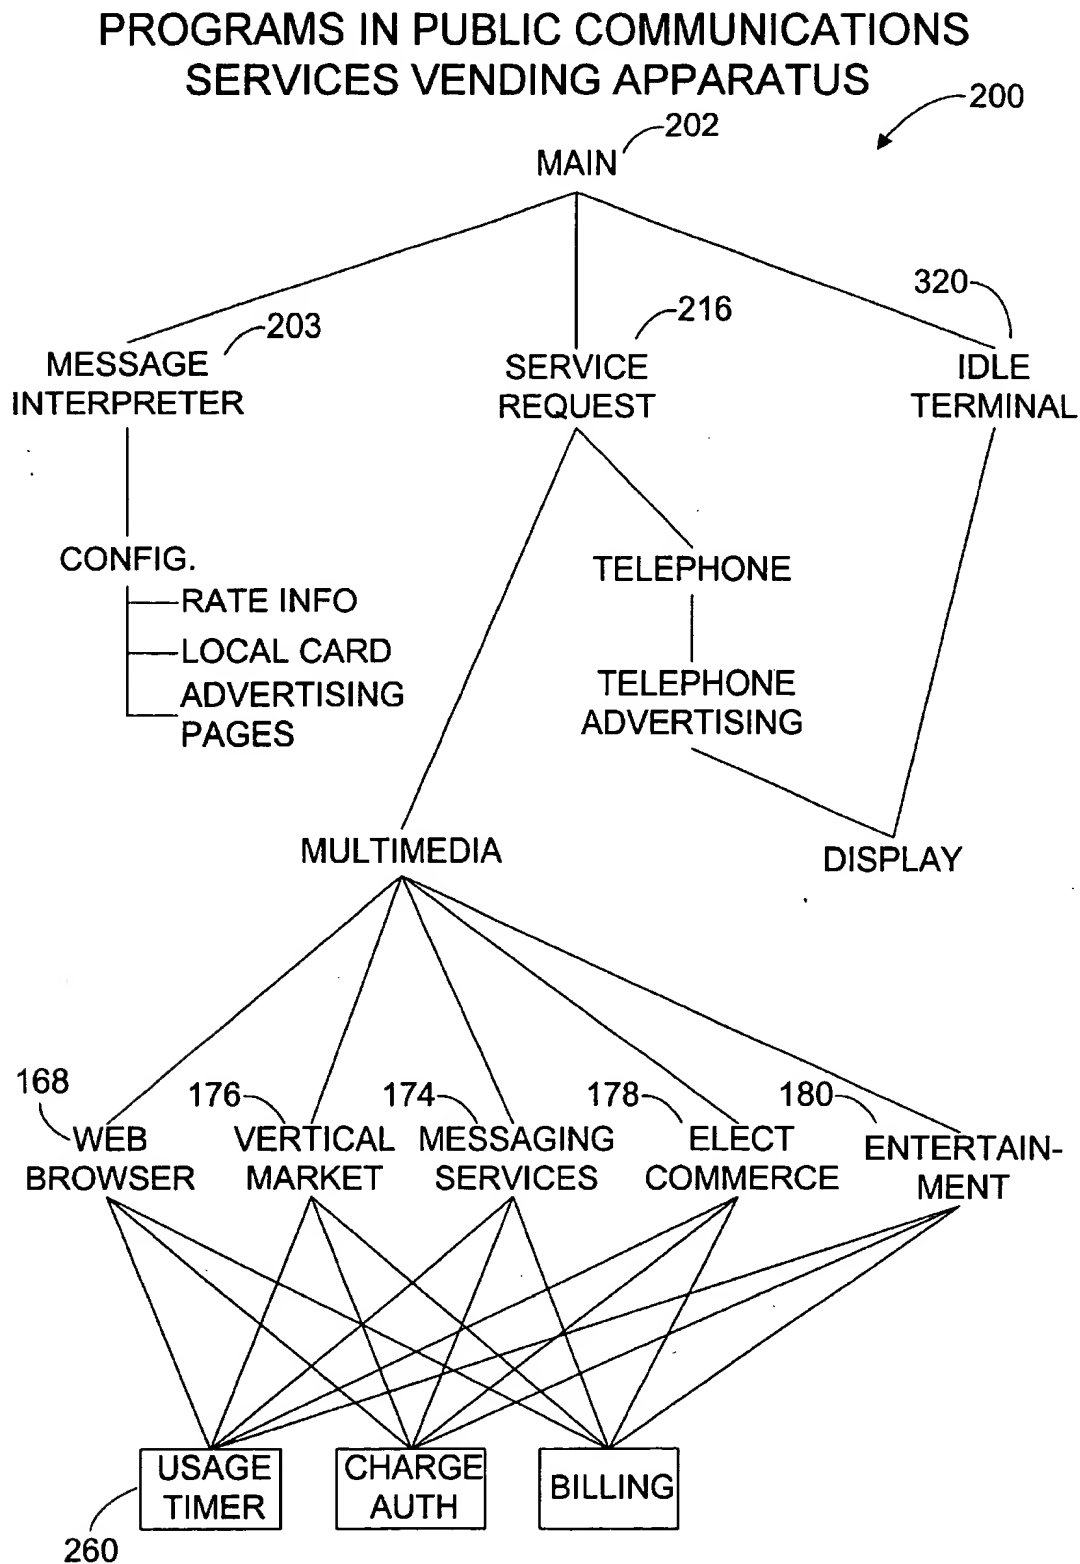 PROGRAMS IN PUBLIC COMMUNICATIONS
SERVICES VENDING APPARATUS
200
202
MAIN
320
203
216
MESSAGE
INTERPRETER
SERVICE
REQUEST
IDLE
TERMINAL
CONFIG.
RATE INFO
LOCAL CARD
ADVERTISING
PAGES
TELEPHONE
TELEPHONE
ADVERTISING
MULTIMEDIA
DISPLAY
168
176
174
178
180
WEB
BROWSER
VERTICAL
MARKET
MESSAGING
SERVICES
ELECT
COMMERCE
ENTERTAIN-
MENT
USAGE
TIMER
CHARGE
AUTH
BILLING
260